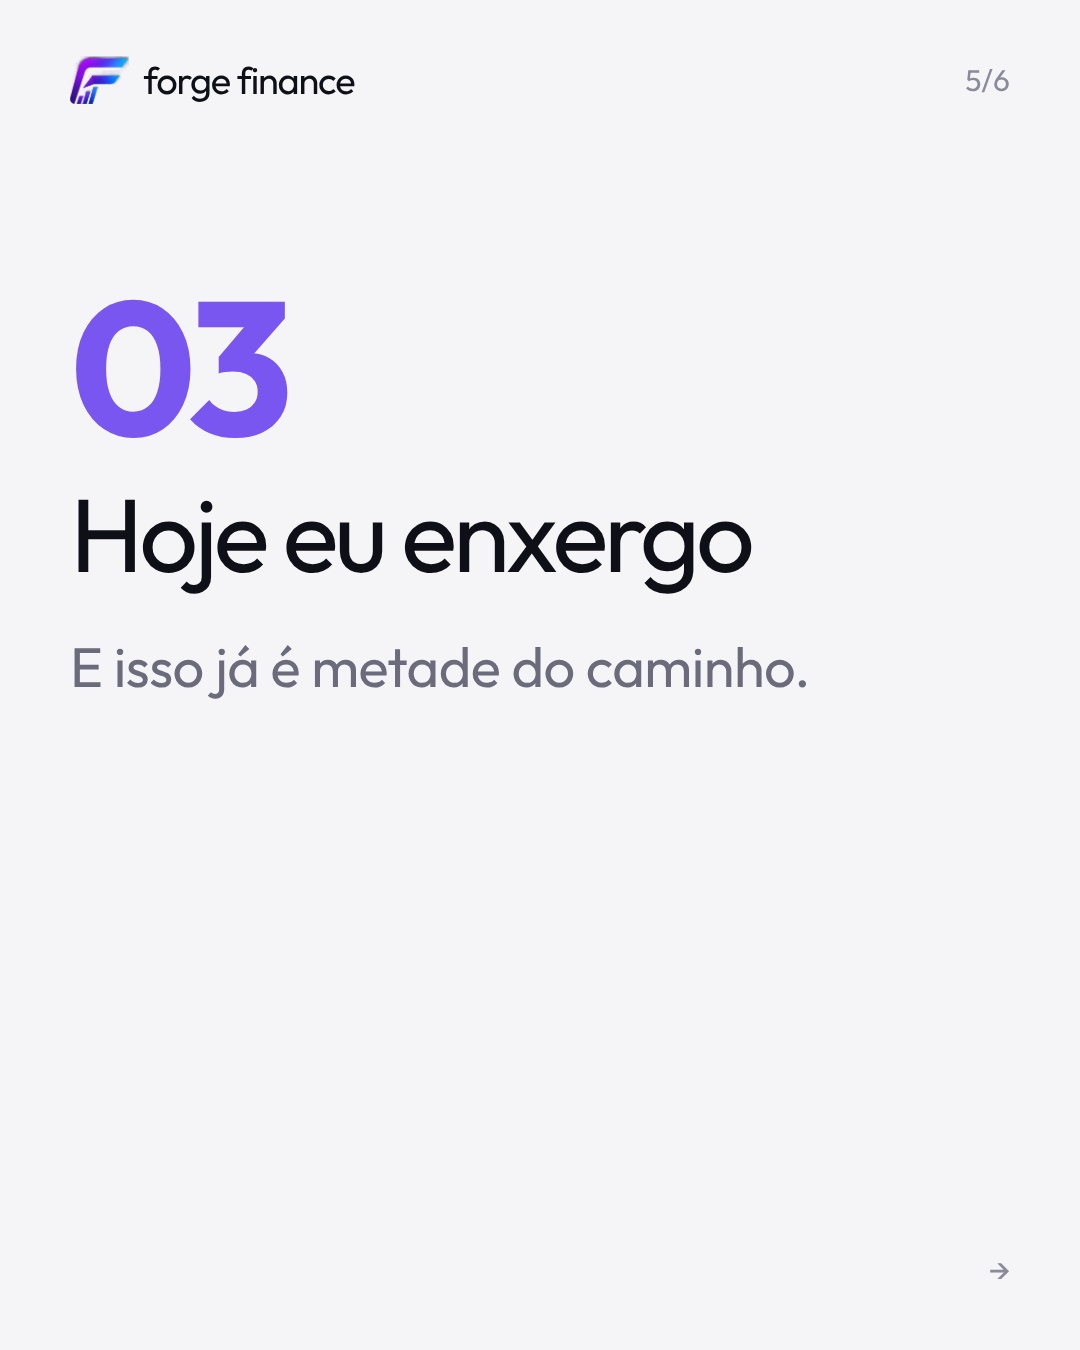 forge finance
5/6
03
Hoje eu enxergo
E isso já é metade do caminho.
→